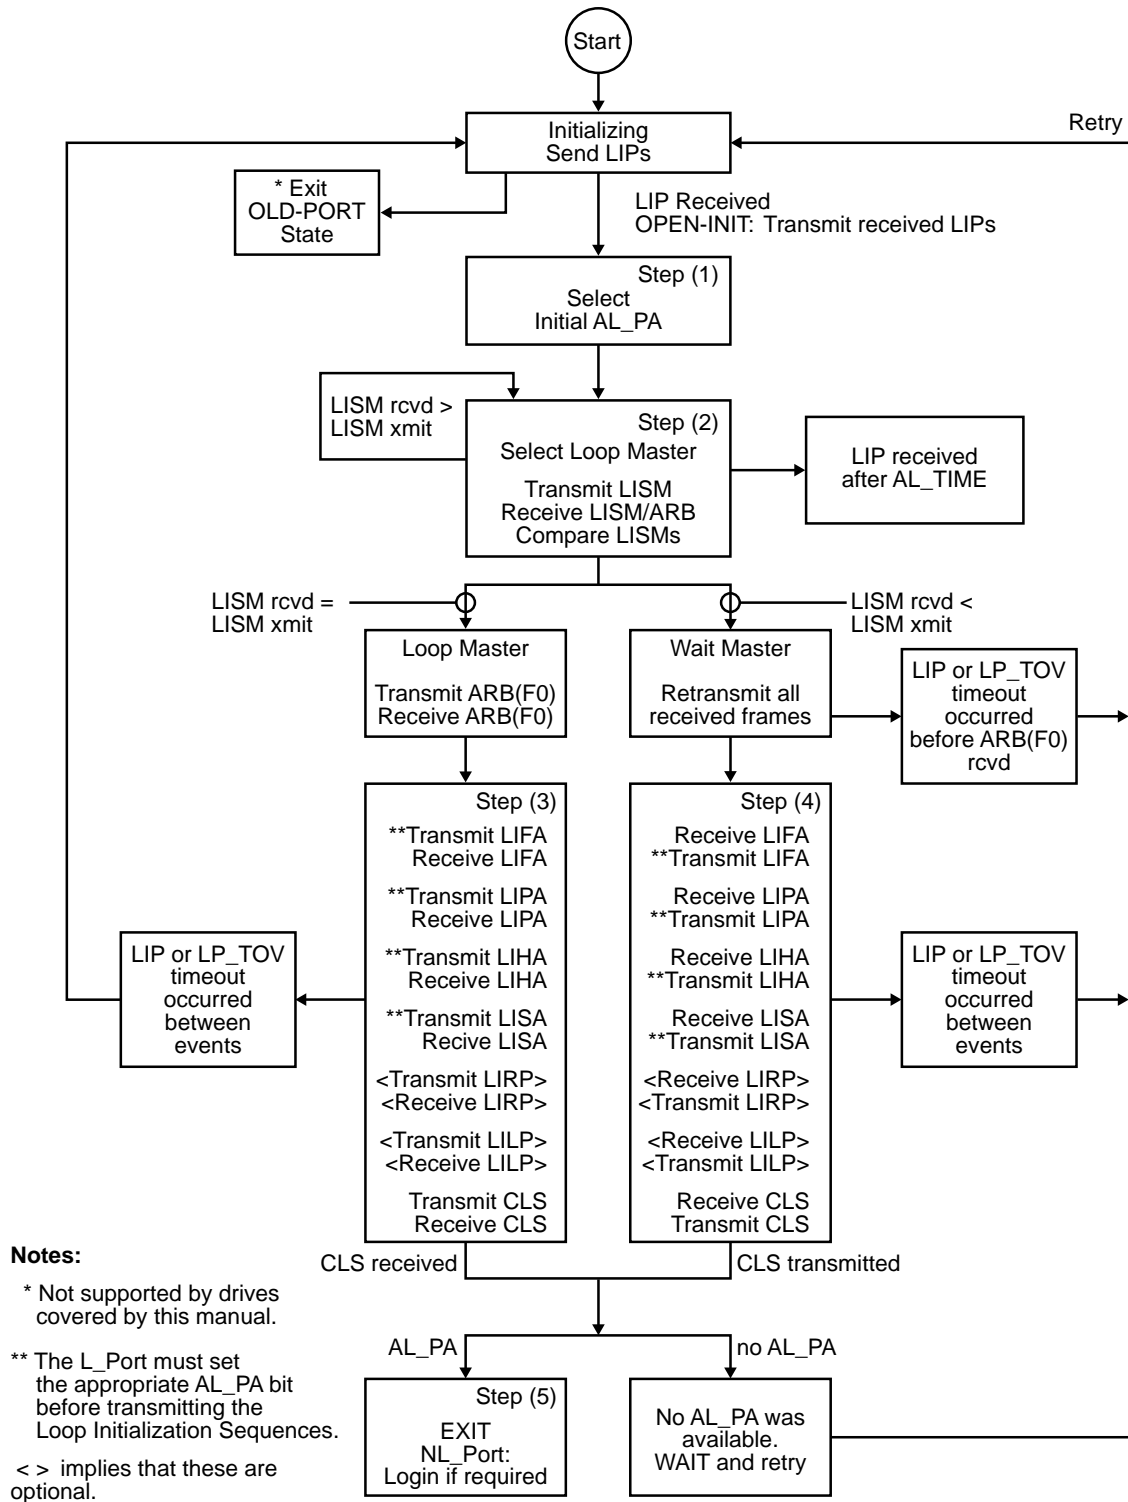 Start
Retry
Initializing
Send LIPs
* Exit
OLD-PORT
State
LIP Received
OPEN-INIT: Transmit received LIPs
Step (1)
Select
Initial AL_PA
LISM rcvd >
LISM xmit
Step (2)
Select Loop Master
Transmit LISM
Receive LISM/ARB
Compare LISMs
LIP received
after AL_TIME
LISM rcvd =
LISM xmit
LISM rcvd <
LISM xmit
Loop Master
Transmit ARB(F0)
Receive ARB(F0)
Wait Master
Retransmit all
received frames
LIP or LP_TOV
timeout
occurred
before ARB(F0)
rcvd
Step (3)
**Transmit LIFA
Receive LIFA
**Transmit LIPA
Receive LIPA
**Transmit LIHA
Receive LIHA
**Transmit LISA
Recive LISA
<Transmit LIRP>
<Receive LIRP>
<Transmit LILP>
<Receive LILP>
Transmit CLS
Receive CLS
Step (4)
Receive LIFA
**Transmit LIFA
Receive LIPA
**Transmit LIPA
Receive LIHA
**Transmit LIHA
Receive LISA
**Transmit LISA
<Receive LIRP>
<Transmit LIRP>
<Receive LILP>
<Transmit LILP>
Receive CLS
Transmit CLS
LIP or LP_TOV
timeout
occurred
between
events
LIP or LP_TOV
timeout
occurred
between
events
CLS received
CLS transmitted
AL_PA
no AL_PA
Step (5)
EXIT
NL_Port:
Login if required
No AL_PA was
available.
WAIT and retry
Notes:
* Not supported by drives
covered by this manual.
** The L_Port must set
the appropriate AL_PA bit
before transmitting the
Loop Initialization Sequences.
< > implies that these are
optional.